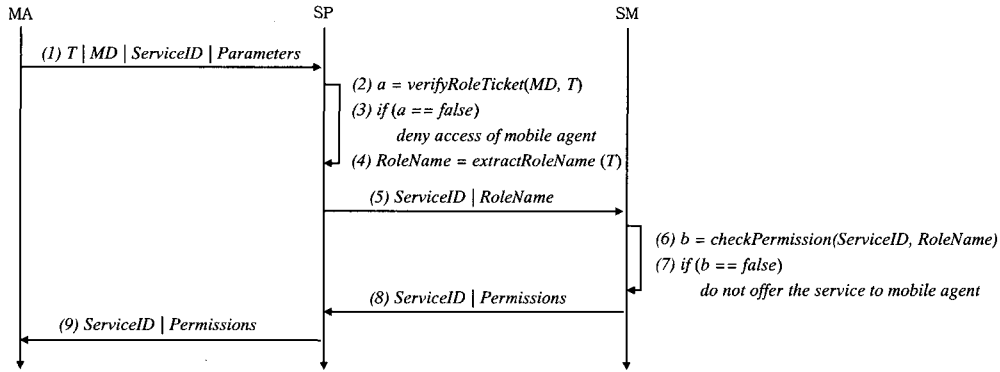 MA SP SM
(1) T | MD | ServiceID | Parameters
(2) a = verifyRoleTicket(MD, T)
(3) if (a == false)
deny access of mobile agent
(4) RoleName = extractRoleName (T)
(5) ServiceID | RoleName
(6) b = checkPermission(ServiceID, RoleName)
(7) if (b == false)
do not offer the service to mobile agent
(8) ServiceID | Permissions
(9) ServiceID | Permissions